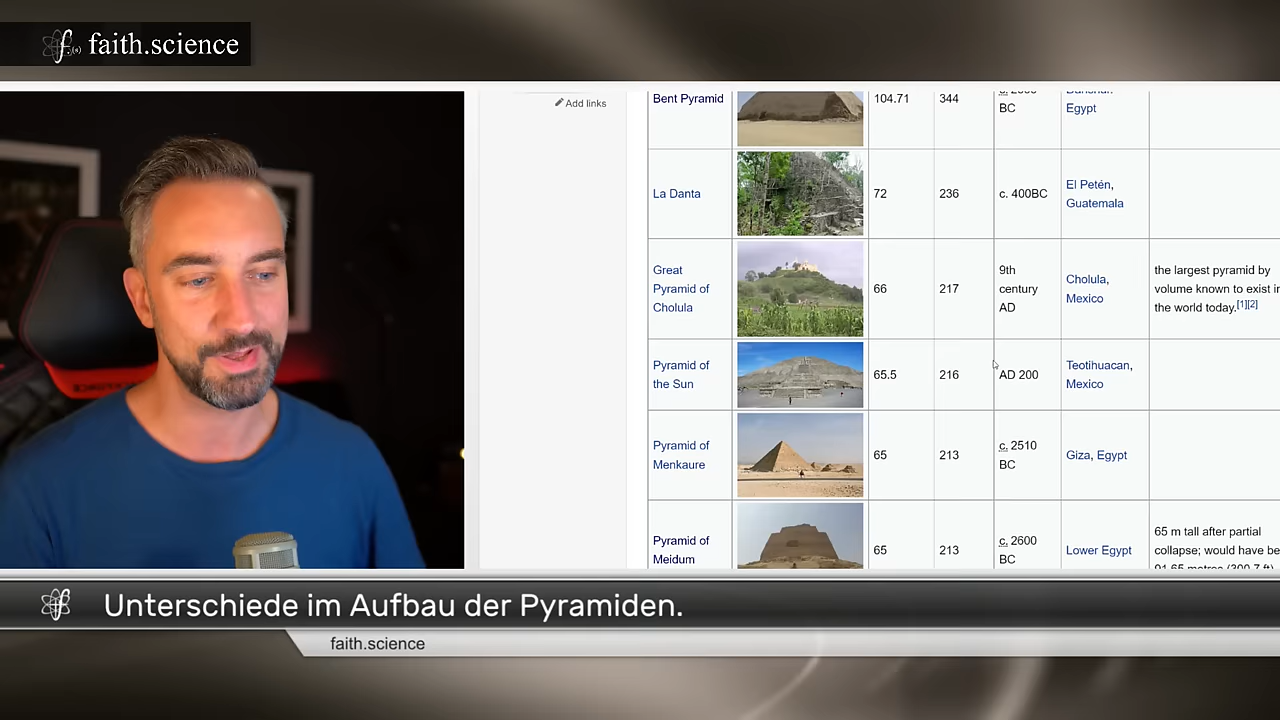 faith.science
Add links
Bent Pyramid
104.71
344
BC
Egypt
La Danta
72
236
c. 400BC
El Petén,
Guatemala
Great
Pyramid of
Cholula
66
217
9th
century
AD
Cholula,
Mexico
the largest pyramid by
volume known to exist in
the world today.[1][2]
Pyramid of
the Sun
65.5
216
AD 200
Teotihuacan,
Mexico
Pyramid of
Menkaure
65
213
c. 2510
BC
Giza, Egypt
Pyramid of
Meidum
65
213
c. 2600
BC
Lower Egypt
65 m tall after partial
collapse; would have be
Unterschiede im Aufbau der Pyramiden.
faith.science